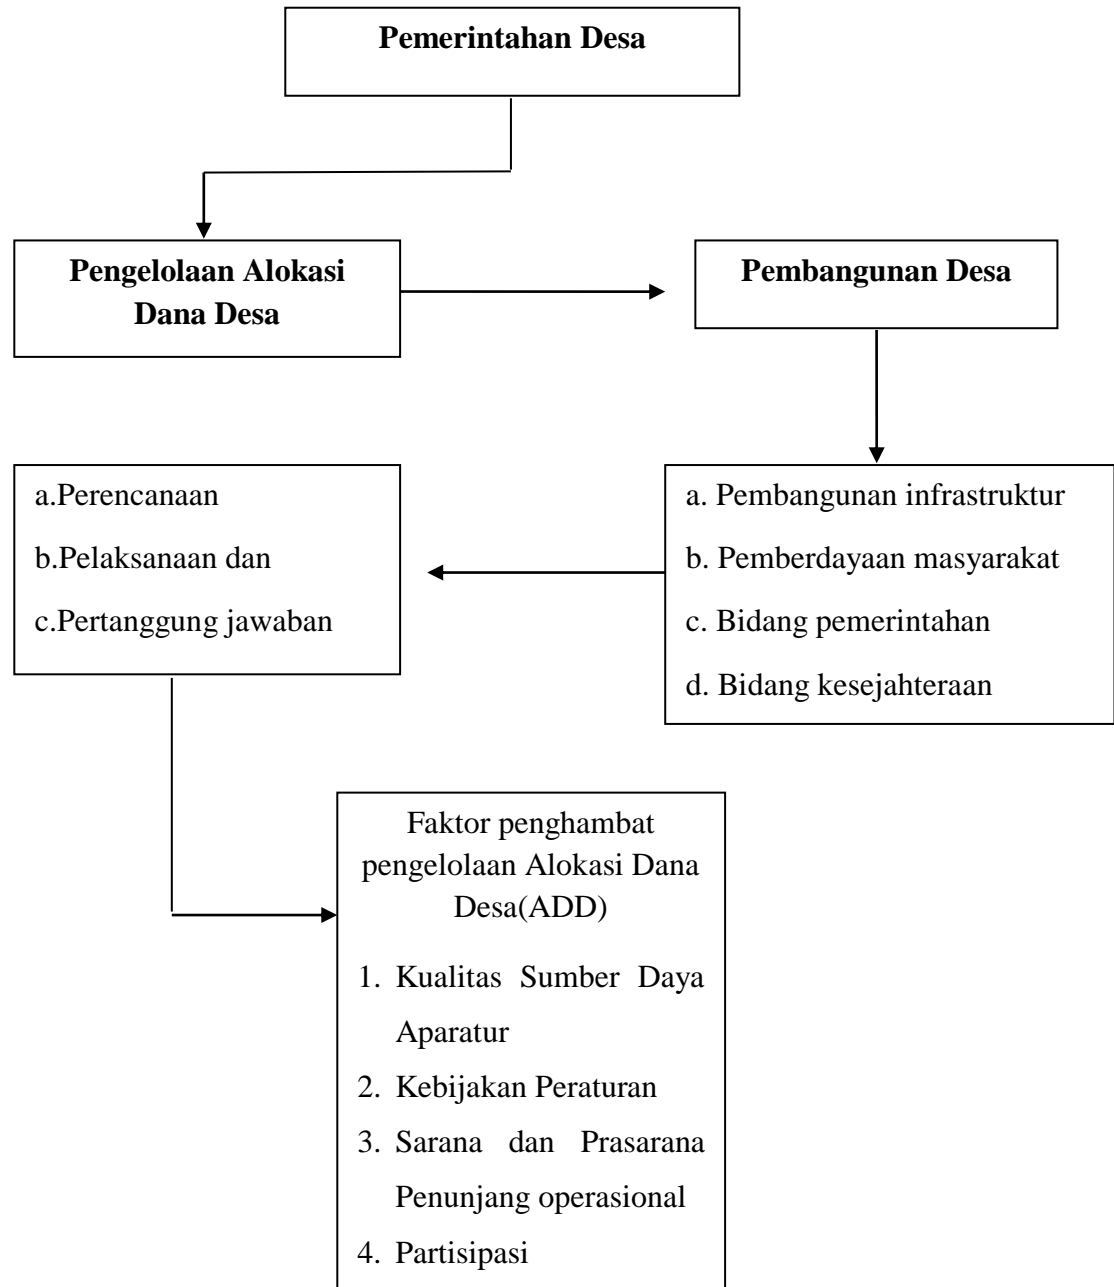 Pemerintahan Desa
Pengelolaan Alokasi
Dana Desa
Pembangunan Desa
a.Perencanaan
b.Pelaksanaan dan
c.Pertanggung jawaban
a. Pembangunan infrastruktur
b. Pemberdayaan masyarakat
c. Bidang pemerintahan
d. Bidang kesejahteraan
Faktor penghambat
pengelolaan Alokasi Dana
Desa(ADD)
1. Kualitas Sumber Daya
Aparatur
2. Kebijakan Peraturan
3. Sarana dan Prasarana
Penunjang operasional
4. Partisipasi